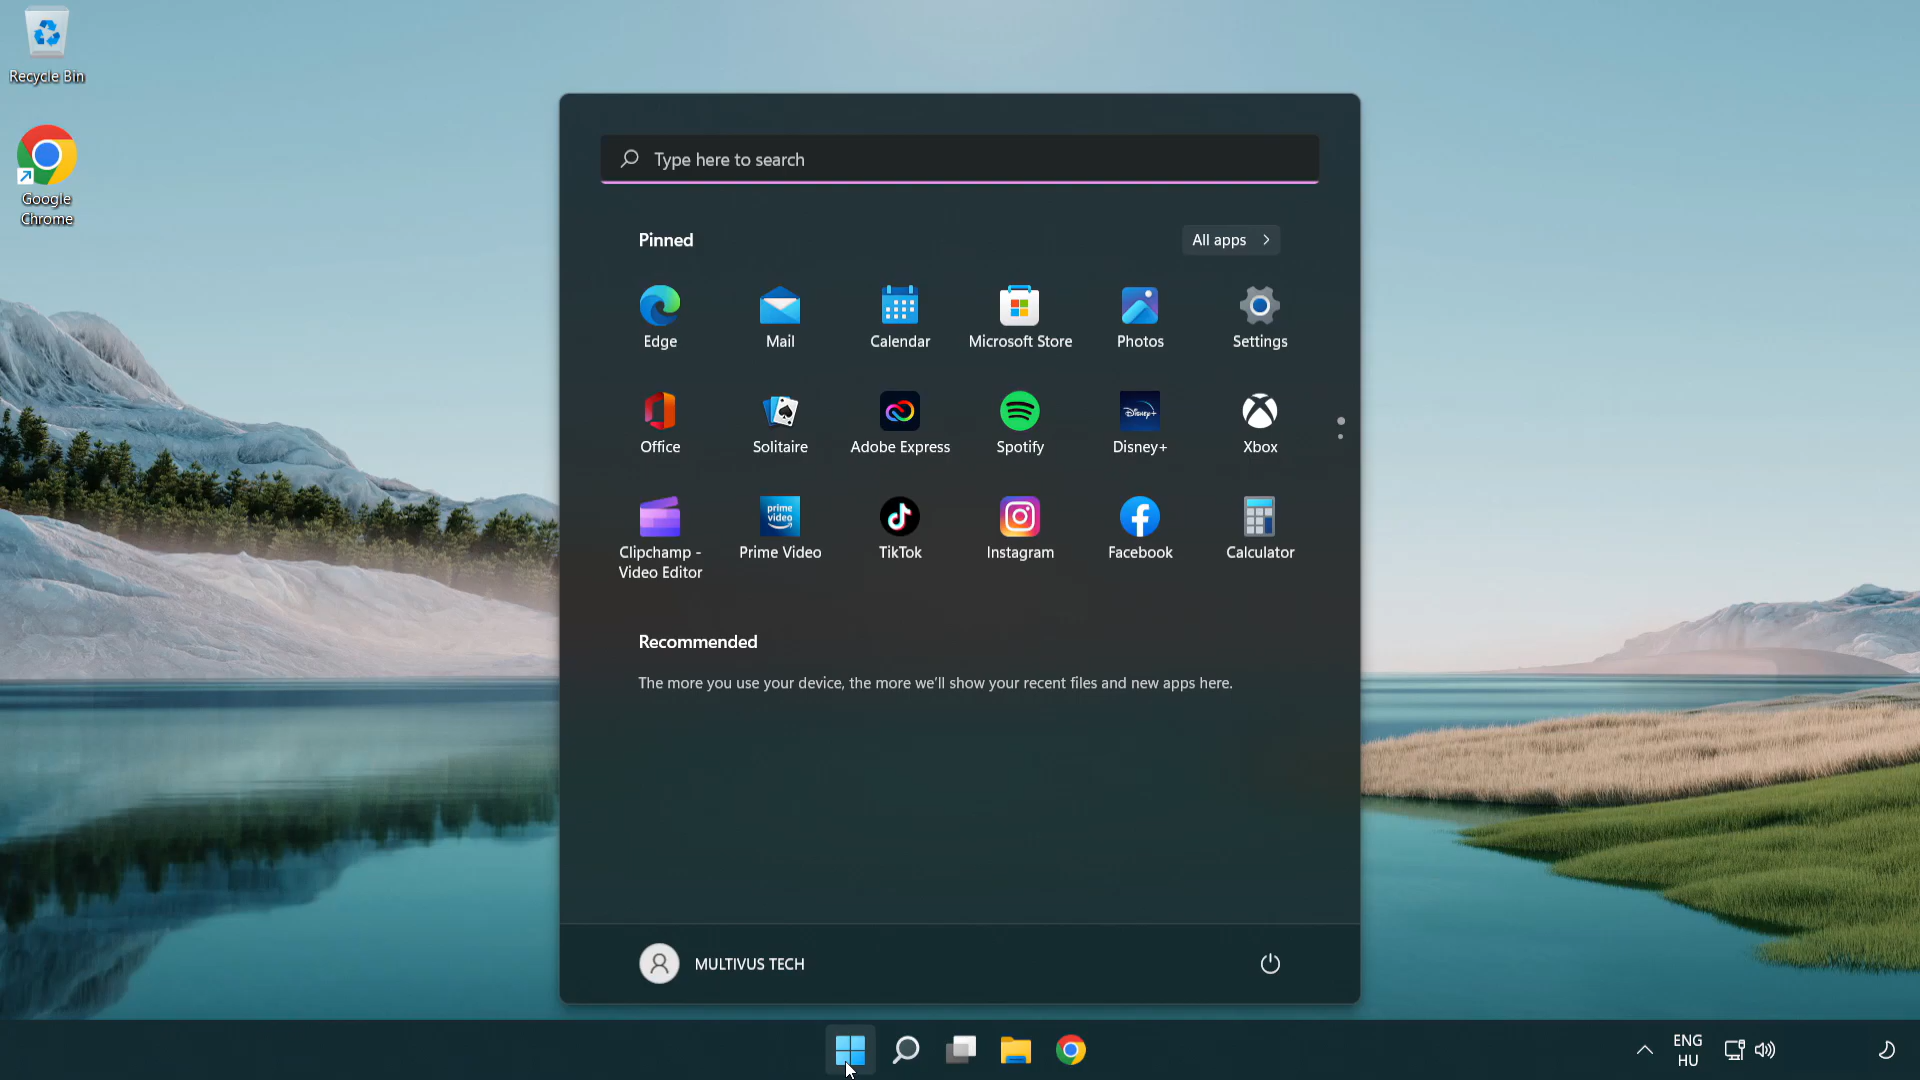 Recycle Bin
Google
Chrome
Type here to search
Pinned
All apps
Edge
Mail
Calendar
Microsoft Store
Photos
Settings
Office
Solitaire
Adobe Express
Spotify
Disney+
Disney+
Xbox
Clipchamp -
Video Editor
prime
video
Prime Video
TikTok
Instagram
Facebook
Calculator
Recommended
The more you use your device, the more we’ll show your recent files and new apps here.
MULTIVUS TECH
ENG
HU